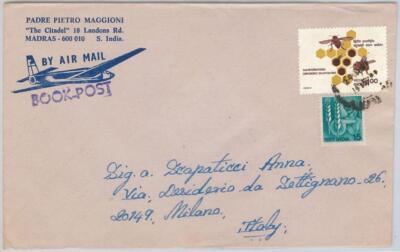 PADRE PIETRO MAGGIONI
"The Citadel" 18 Landons Rd.
MADRAS-600 010 S. India.
BY AIR MAIL
BOOK-POST
Sig. a Scapaticci Anna.
Via, Desiderio da Settignano-26.
20149. Milano.
Italy.